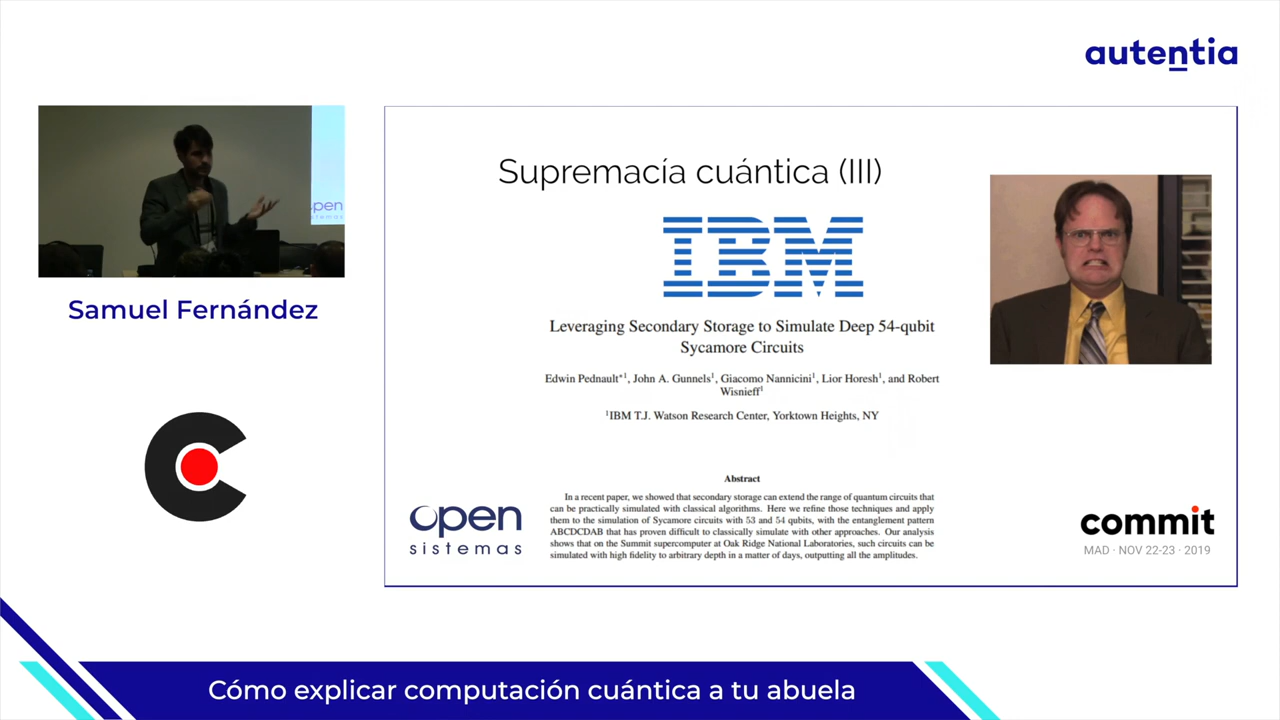 autentia
Supremacía cuántica (III)
IBM
Leveraging Secondary Storage to Simulate Deep 54-qubit
Sycamore Circuits
Edwin Pednault*¹, John A. Gunnels¹, Giacomo Nannicini¹, Lior Horesh¹, and Robert
Wisnieff¹
¹IBM T.J. Watson Research Center, Yorktown Heights, NY
Abstract
In a recent paper, we showed that secondary storage can extend the range of quantum circuits that
can be practically simulated with classical algorithms. Here we refine those techniques and apply
them to the simulation of Sycamore circuits with 53 and 54 qubits, with the entanglement pattern
ABCDCDAB that has proven difficult to classically simulate with other approaches. Our analysis
shows that on the Summit supercomputer at Oak Ridge National Laboratories, such circuits can be
simulated with high fidelity to arbitrary depth in a matter of days, outputting all the amplitudes.
open
sistemas
commit
MAD · NOV 22-23 · 2019
pen
istemas
Samuel Fernández
Cómo explicar computación cuántica a tu abuela